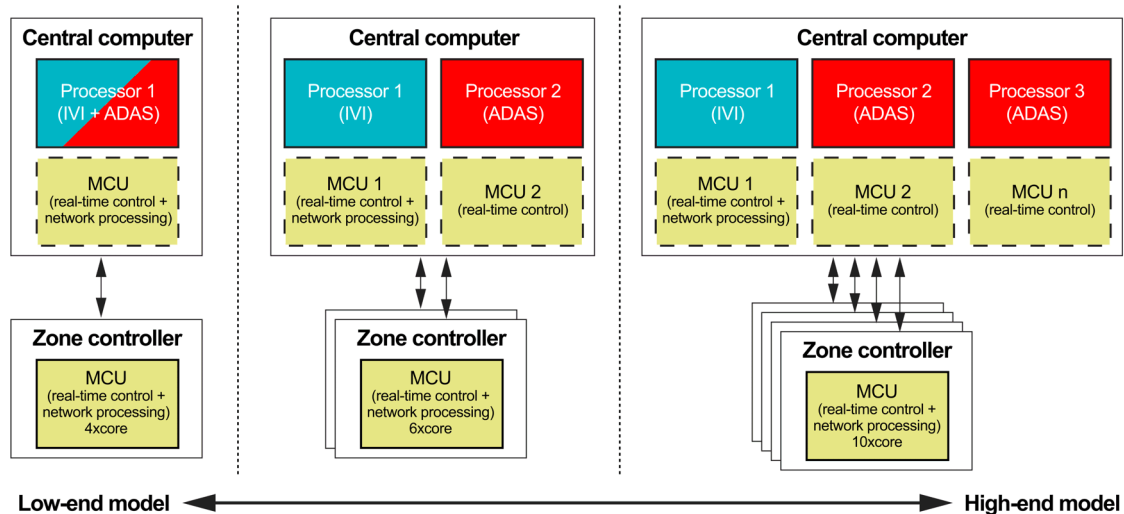 Central computer
Processor 1
(IVI + ADAS)
MCU
(real-time control +
network processing)
Zone controller
MCU
(real-time control +
network processing)
4xcore
Central computer
Processor 1
(IVI)
Processor 2
(ADAS)
MCU 1
(real-time control +
network processing)
MCU 2
(real-time control)
Zone controller
MCU
(real-time control +
network processing)
6xcore
Central computer
Processor 1
(IVI)
Processor 2
(ADAS)
Processor 3
(ADAS)
MCU 1
(real-time control +
network processing)
MCU 2
(real-time control)
MCU n
(real-time control)
Zone controller
MCU
(real-time control +
network processing)
10xcore
Low-end model
High-end model